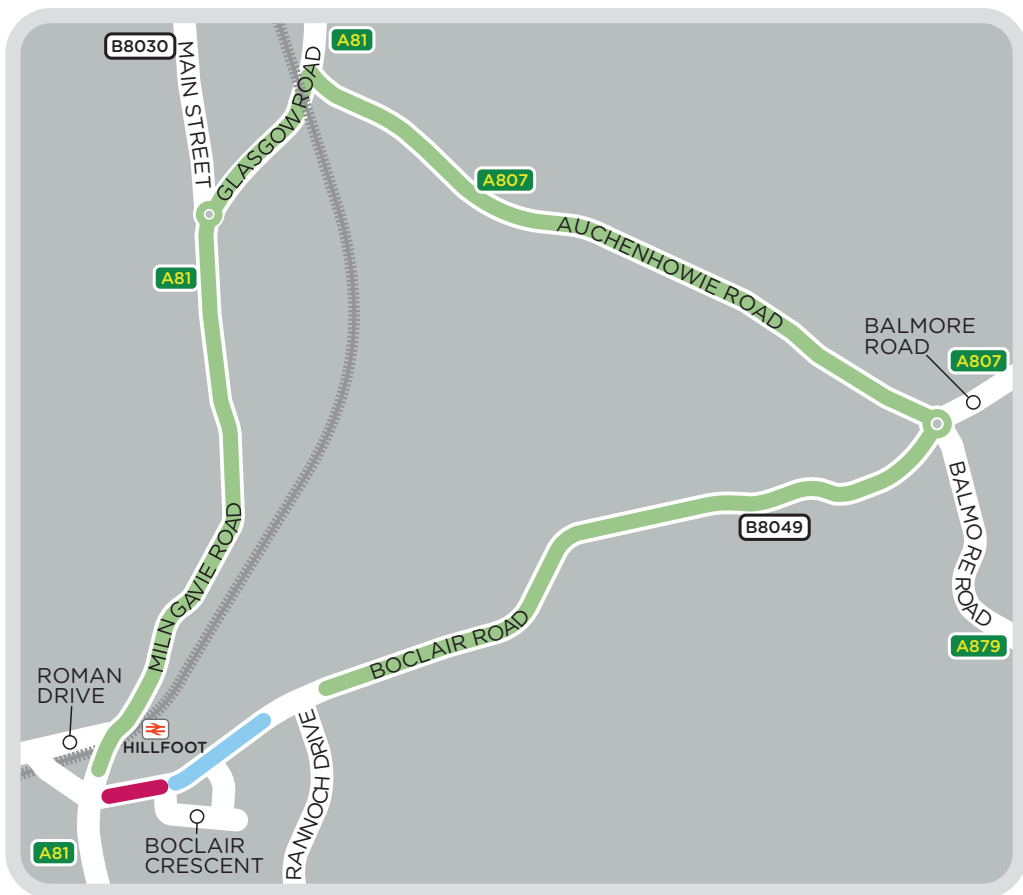 B8030
MAIN STREET
A81
GLASGOW ROAD
A807
AUCHENHOWIE ROAD
A81
BALMORE
ROAD
A807
BALMORE ROAD
B8049
MILNGAVIE ROAD
BOCLAIR ROAD
A879
ROMAN
DRIVE
HILLFOOT
RANNOCH DRIVE
A81
BOCLAIR
CRESCENT